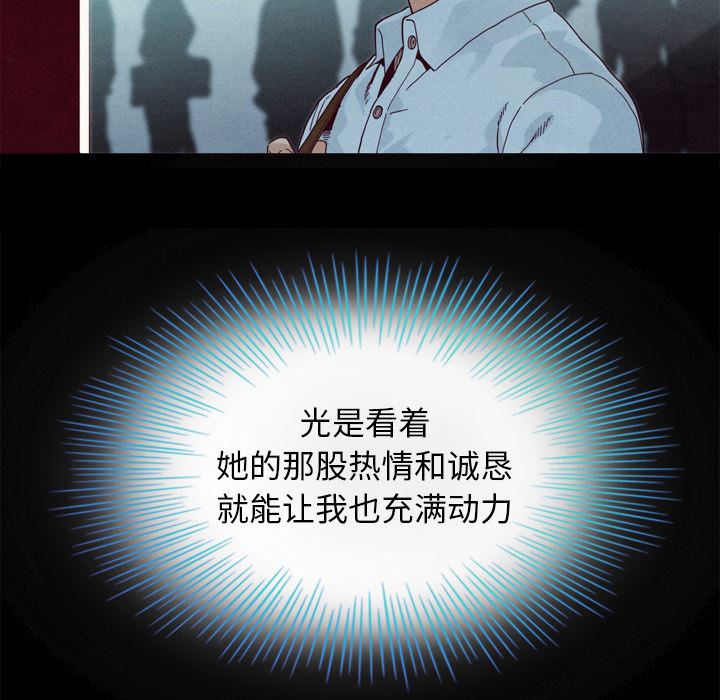 光是看着
她的那股热情和诚恳
就能让我也充满动力